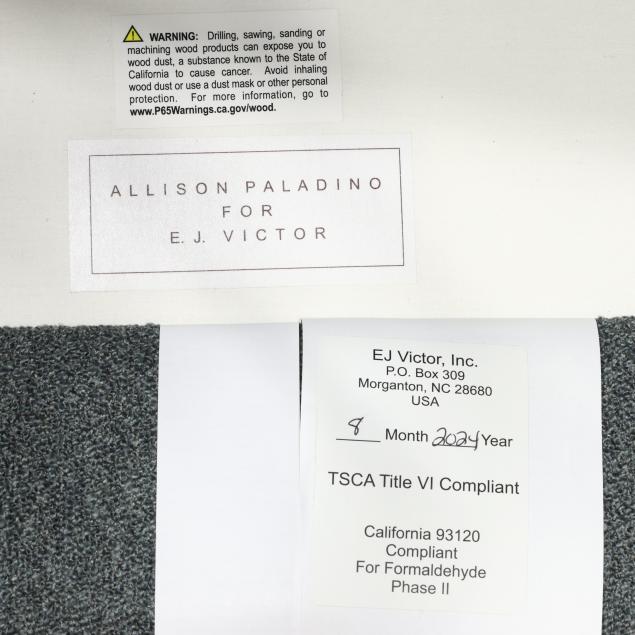 WARNING: Drilling, sawing, sanding or
machining wood products can expose you to
wood dust, a substance known to the State of
California to cause cancer. Avoid inhaling
wood dust or use a dust mask or other personal
protection. For more information, go to
www.P65Warnings.ca.gov/wood.
ALLISON PALADINO
FOR
E. J. VICTOR
EJ Victor, Inc.
P.O. Box 309
Morganton, NC 28680
USA
8 Month 2024 Year
TSCA Title VI Compliant
California 93120
Compliant
For Formaldehyde
Phase II